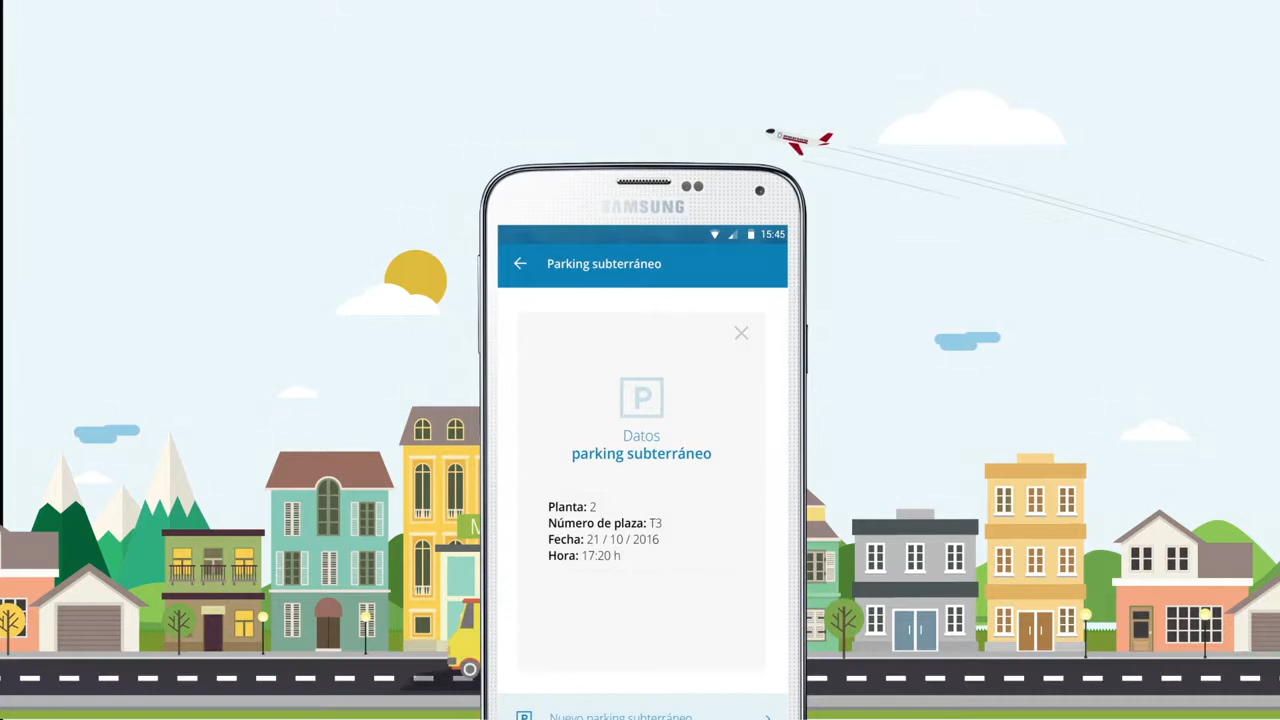 SAMSUNG
15:45
Parking subterráneo
P
Datos
parking subterráneo
Planta: 2
Número de plaza: T3
Fecha: 21 / 10 / 2016
Hora: 17:20 h
P Nuevo parking subterráneo